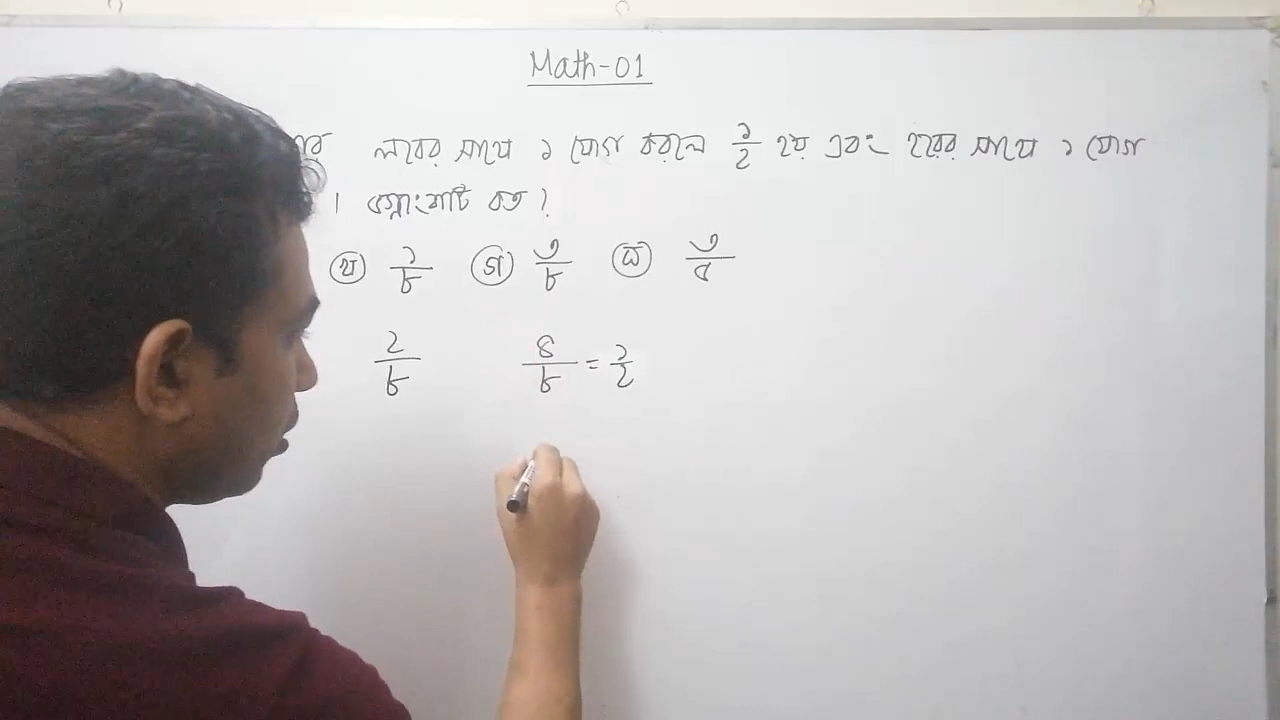 Math-01
লবের সাথে ১ যোগ করলে ১/২ হয় এবং হরের সাথে ১ যোগ
। ভগ্নাংশটি কত ?
(খ) ১/৮ (গ) ৩/৮ (ঘ) ৩/৫
২/৮ ৪/৮ = ১/২